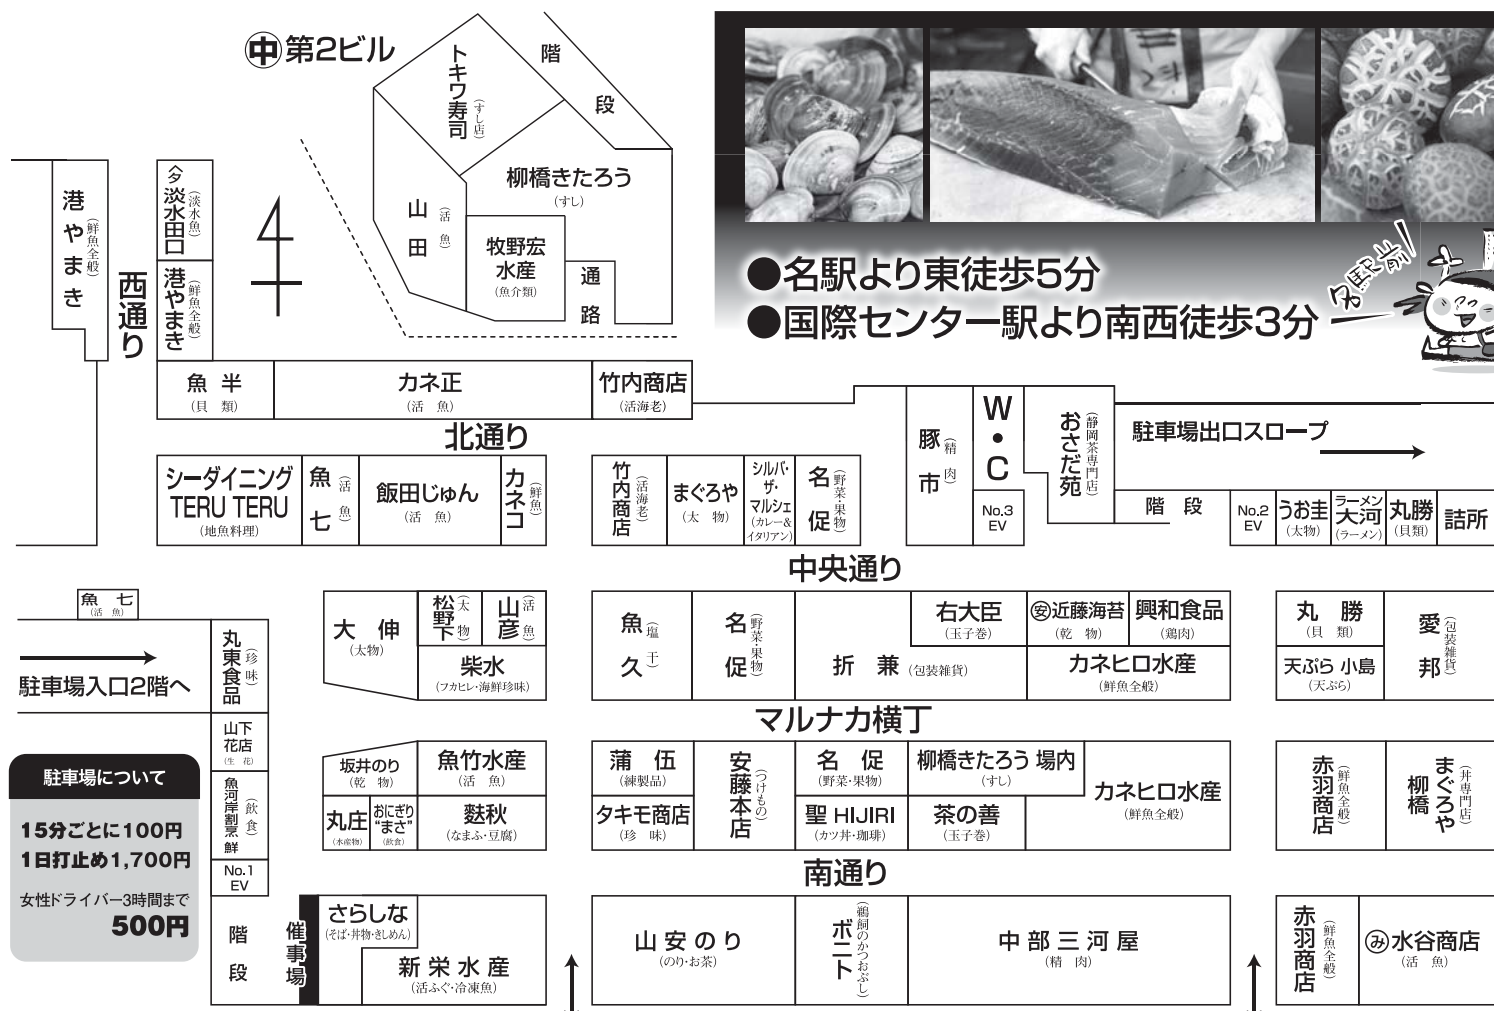 ㊥第2ビル
トキワ寿司
(すし店)
階
段
柳橋きたろう
(すし)
山田
(活魚)
牧野宏
水産
(魚介類)
通
路
●名駅より東徒歩5分
●国際センター駅より南西徒歩3分
名駅前!
港やまき
(鮮魚全般)
西通り
淡水田口
(淡水魚)
港やまき
(鮮魚全般)
4
魚半
(貝類)
カネ正
(活魚)
竹内商店
(活海老)
北通り
豚市
(精肉)
W・C
No.3
EV
おさだ苑
(静岡茶専門店)
駐車場出口スロープ
階段
シーダイニング
TERU TERU
(地魚料理)
魚七
(活魚)
飯田じゅん
(活魚)
カネコ
(鮮魚)
竹内商店
(活海老)
まぐろや
(太物)
シルバ・
ザ・
マルシェ
(カレー&
イタリアン)
名促
(野菜・果物)
No.2
EV
うお圭
(太物)
ラーメン
大河
(ラーメン)
丸勝
(貝類)
詰所
中央通り
魚七
(活魚)
駐車場入口2階へ
丸東食品
(珍味)
大伸
(太物)
松野下
(太物)
山彦
(活魚)
柴水
(フカヒレ・海鮮珍味)
魚久
(塩干)
名促
(野菜・果物)
折兼(包装雑貨)
右大臣
(玉子巻)
㊛近藤海苔
(乾物)
興和食品
(鶏肉)
カネヒロ水産
(鮮魚全般)
丸勝
(貝類)
天ぷら 小島
(天ぷら)
愛邦
(包装雑貨)
マルナカ横丁
山下
花店
(生花)
魚河岸割烹 鮮
(飲食)
No.1
EV
坂井のり
(乾物)
魚竹水産
(活魚)
丸庄
(水産物)
おにぎり
“まさ”
(飲食)
麩秋
(なまふ・豆腐)
蒲伍
(練製品)
タキモ商店
(珍味)
安藤本店
(つけもの)
名促
(野菜・果物)
聖 HIJIRI
(カツ丼・珈琲)
柳橋きたろう 場内
(すし)
茶の善
(玉子巻)
カネヒロ水産
(鮮魚全般)
赤羽商店
(鮮魚全般)
柳橋
まぐろや
(丼専門店)
駐車場について
15分ごとに100円
1日打止め1,700円
女性ドライバー3時間まで
500円
南通り
階段
催事場
さらしな
(そば・丼物・きしめん)
新栄水産
(活ふぐ・冷凍魚)
山安のり
(のり・お茶)
ボニト
(鵜飼のかつおぶし)
中部三河屋
(精肉)
赤羽商店
(鮮魚全般)
み水谷商店
(活魚)